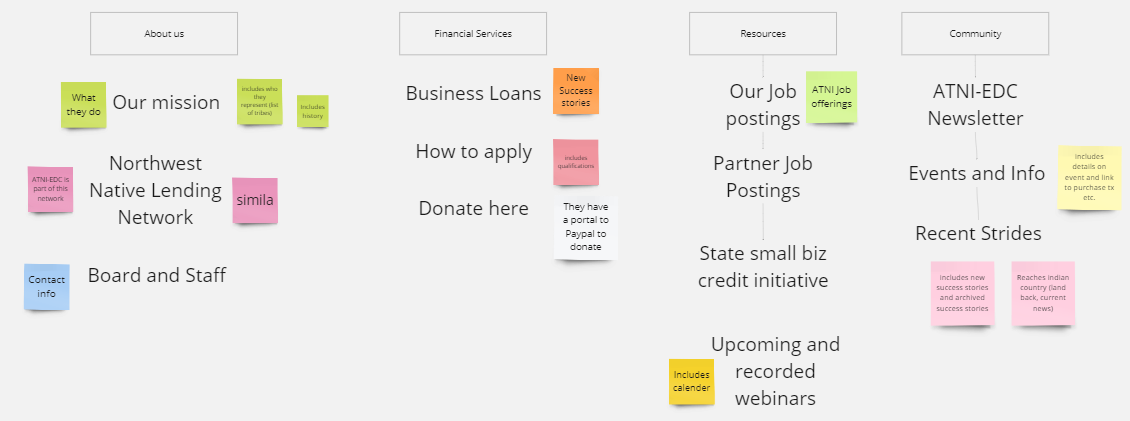 About us
What
they do
Our mission
includes who
they
represent (list
of tribes)
Includes
history
ATNI-EDC is
part of this
network
Northwest
Native Lending
Network
simila
Contact
info
Board and Staff
Financial Services
Business Loans
New
Success
stories
How to apply
includes
qualifications
Donate here
They have
a portal to
Paypal to
donate
Resources
Our Job
postings
ATNI Job
offerings
Partner Job
Postings
State small biz
credit initiative
Upcoming and
recorded
webinars
Includes
calender
Community
ATNI-EDC
Newsletter
Events and Info
includes
details on
event and link
to purchase tx
etc.
Recent Strides
includes new
success stories
and archived
success stories
Reaches indian
country (land
back, current
news)